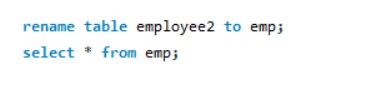 rename table employee2 to emp;
select * from emp;